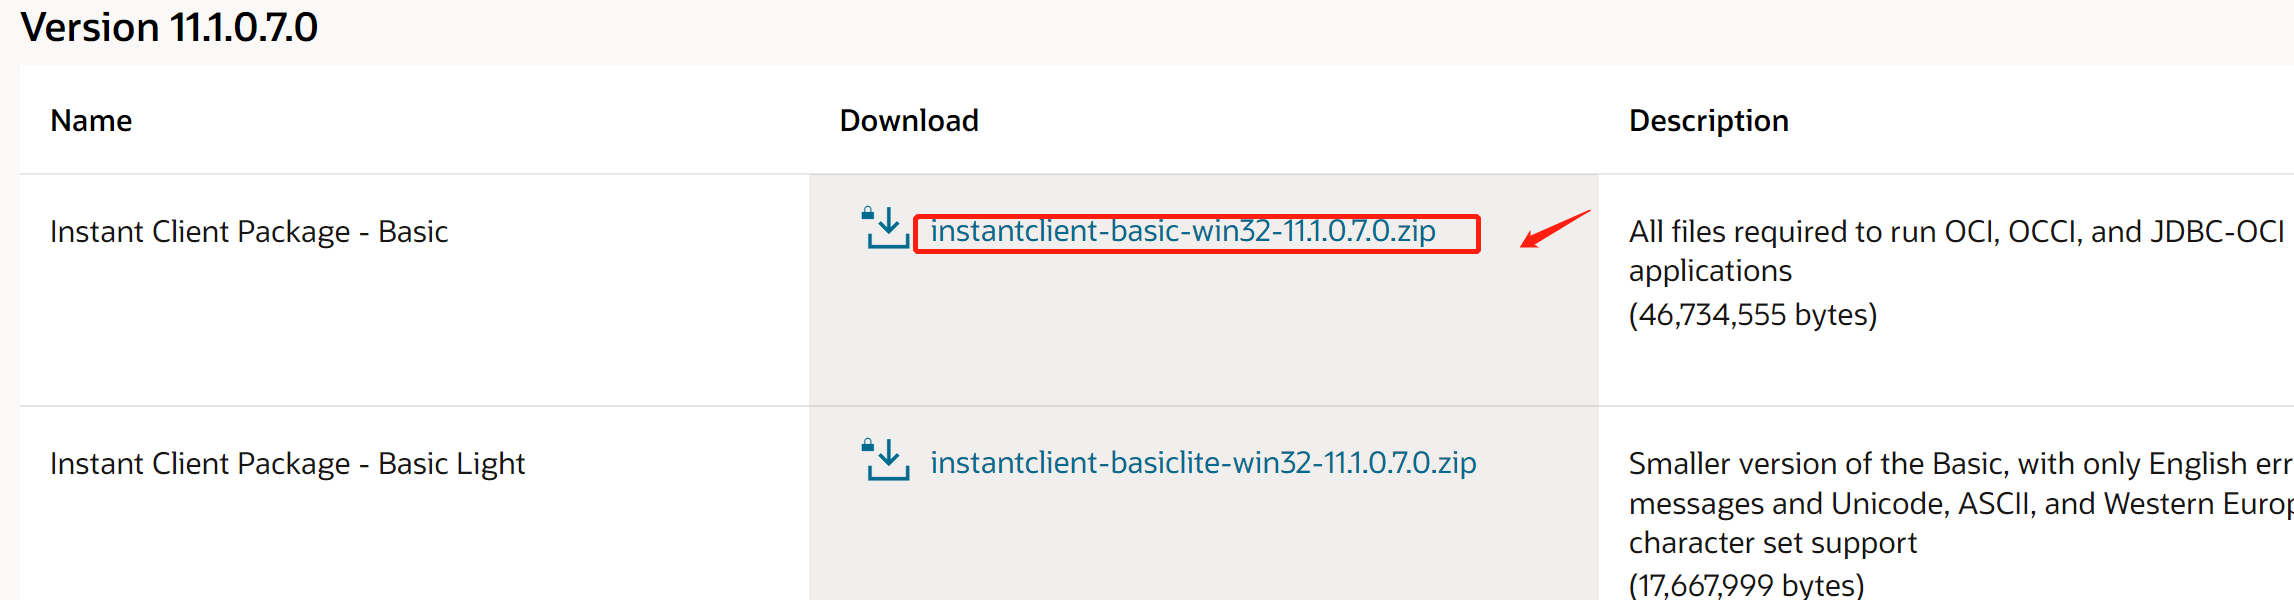 Version 11.1.0.7.0
Name
Download
Description
Instant Client Package - Basic
instantclient-basic-win32-11.1.0.7.0.zip
All files required to run OCI, OCCI, and JDBC-OCI
applications
(46,734,555 bytes)
Instant Client Package - Basic Light
instantclient-basiclite-win32-11.1.0.7.0.zip
Smaller version of the Basic, with only English
messages and Unicode, ASCII, and Western
character set support
(17,667,999 bytes)